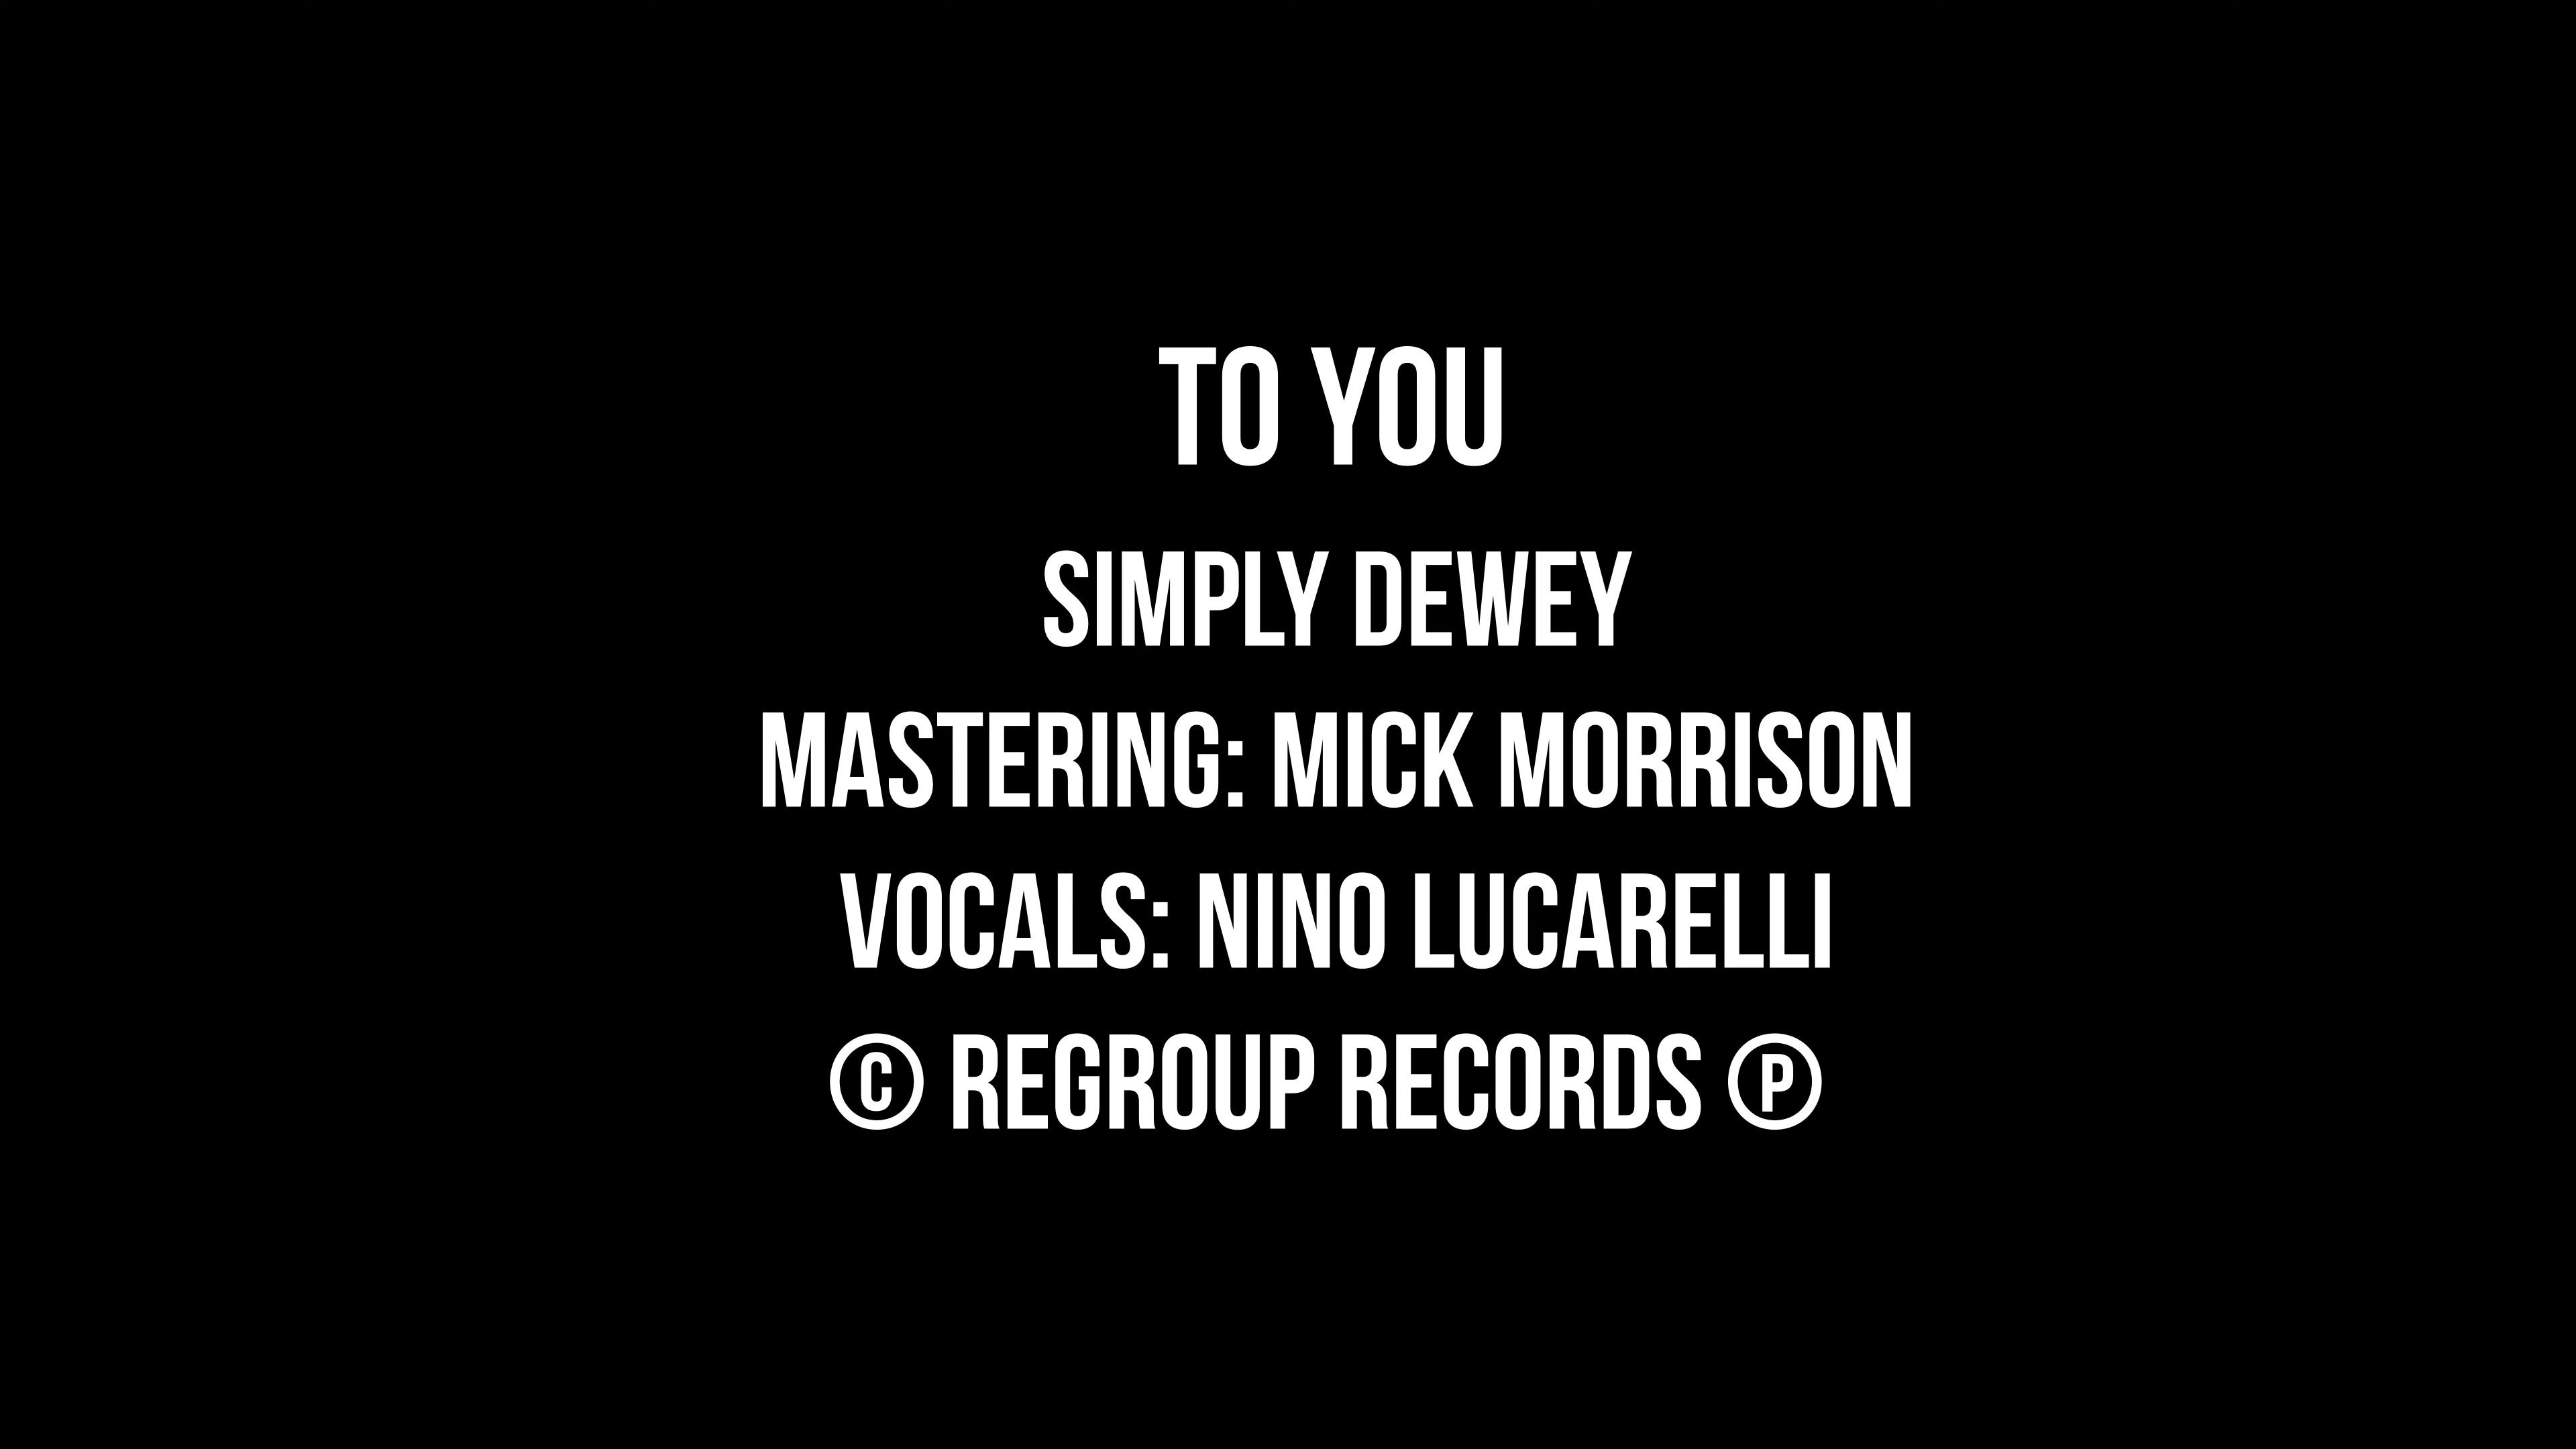 TO YOU
SIMPLY DEWEY
MASTERING: MICK MORRISON
VOCALS: NINO LUCARELLI
© REGROUP RECORDS ℗